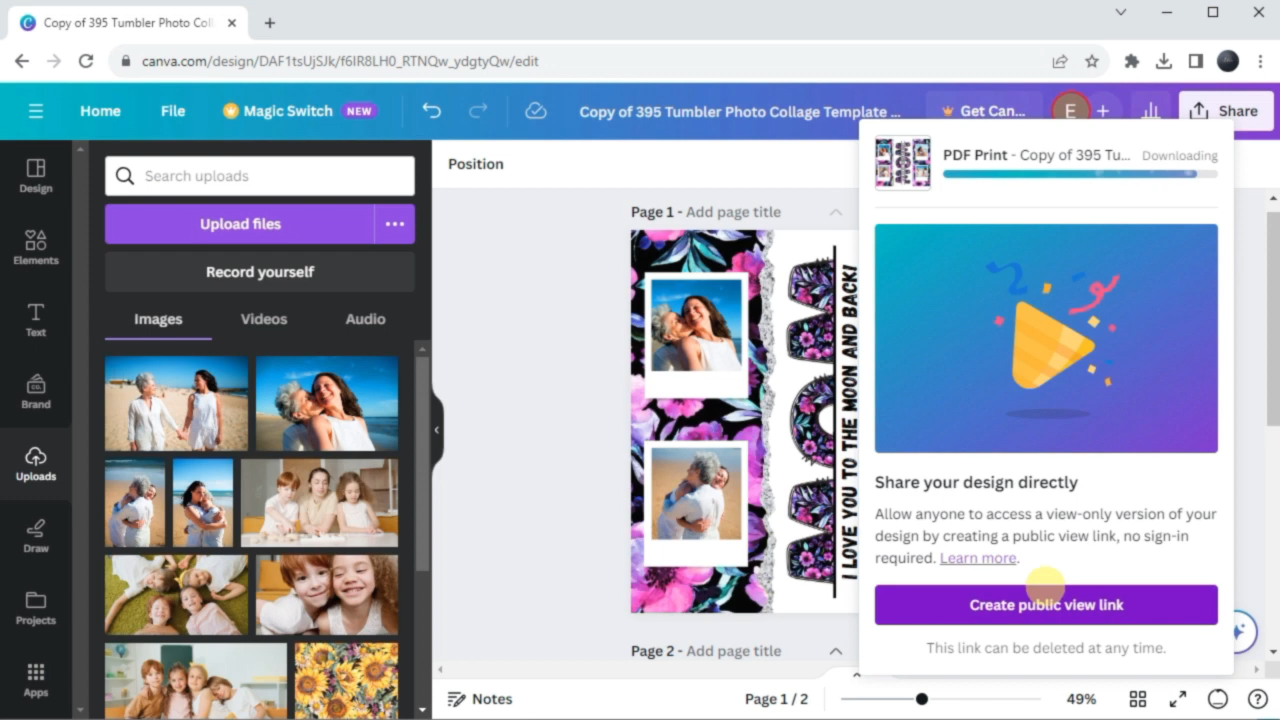 Copy of 395 Tumbler Photo Coll
canva.com/design/DAF1tsUjSJk/f6IR8LH0_RTNQw_ydgtyQw/edit
Home
File
Magic Switch NEW
Copy of 395 Tumbler Photo Collage Template ...
Get Can...
E
Share
Design
Elements
Text
Brand
Uploads
Draw
Projects
Apps
Search uploads
Upload files
Record yourself
Images
Videos
Audio
Position
Page 1 - Add page title
I LOVE YOU TO THE MOON AND BACK!
Page 2 - Add page title
PDF Print - Copy of 395 Tu... Downloading
Share your design directly
Allow anyone to access a view-only version of your
design by creating a public view link, no sign-in
required. Learn more.
Create public view link
This link can be deleted at any time.
Notes
Page 1 / 2
49%